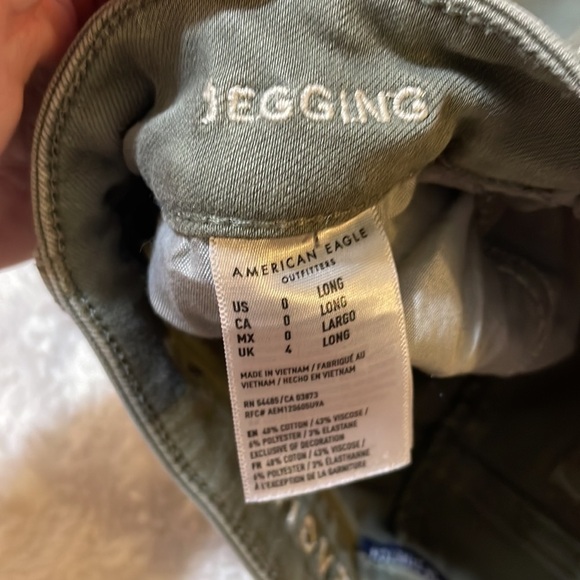 JEGGING
AMERICAN EAGLE
OUTFITTERS
US 0 LONG
CA 0 LONG
MX 0 LARGO
UK 4 LONG
MADE IN VIETNAM / FABRIQUÉ AU
VIETNAM / HECHO EN VIETNAM
RN 54485/CA 03873
RFC# AEM125605UYA
EN 48% COTTON / 43% VISCOSE /
6% POLYESTER / 3% ELASTANE
EXCLUSIVE OF DECORATION
FR 48% COTON / 43% VISCOSE /
6% POLYESTER / 3% ÉLASTHANNE
À L'EXCEPTION DE LA GARNITURE